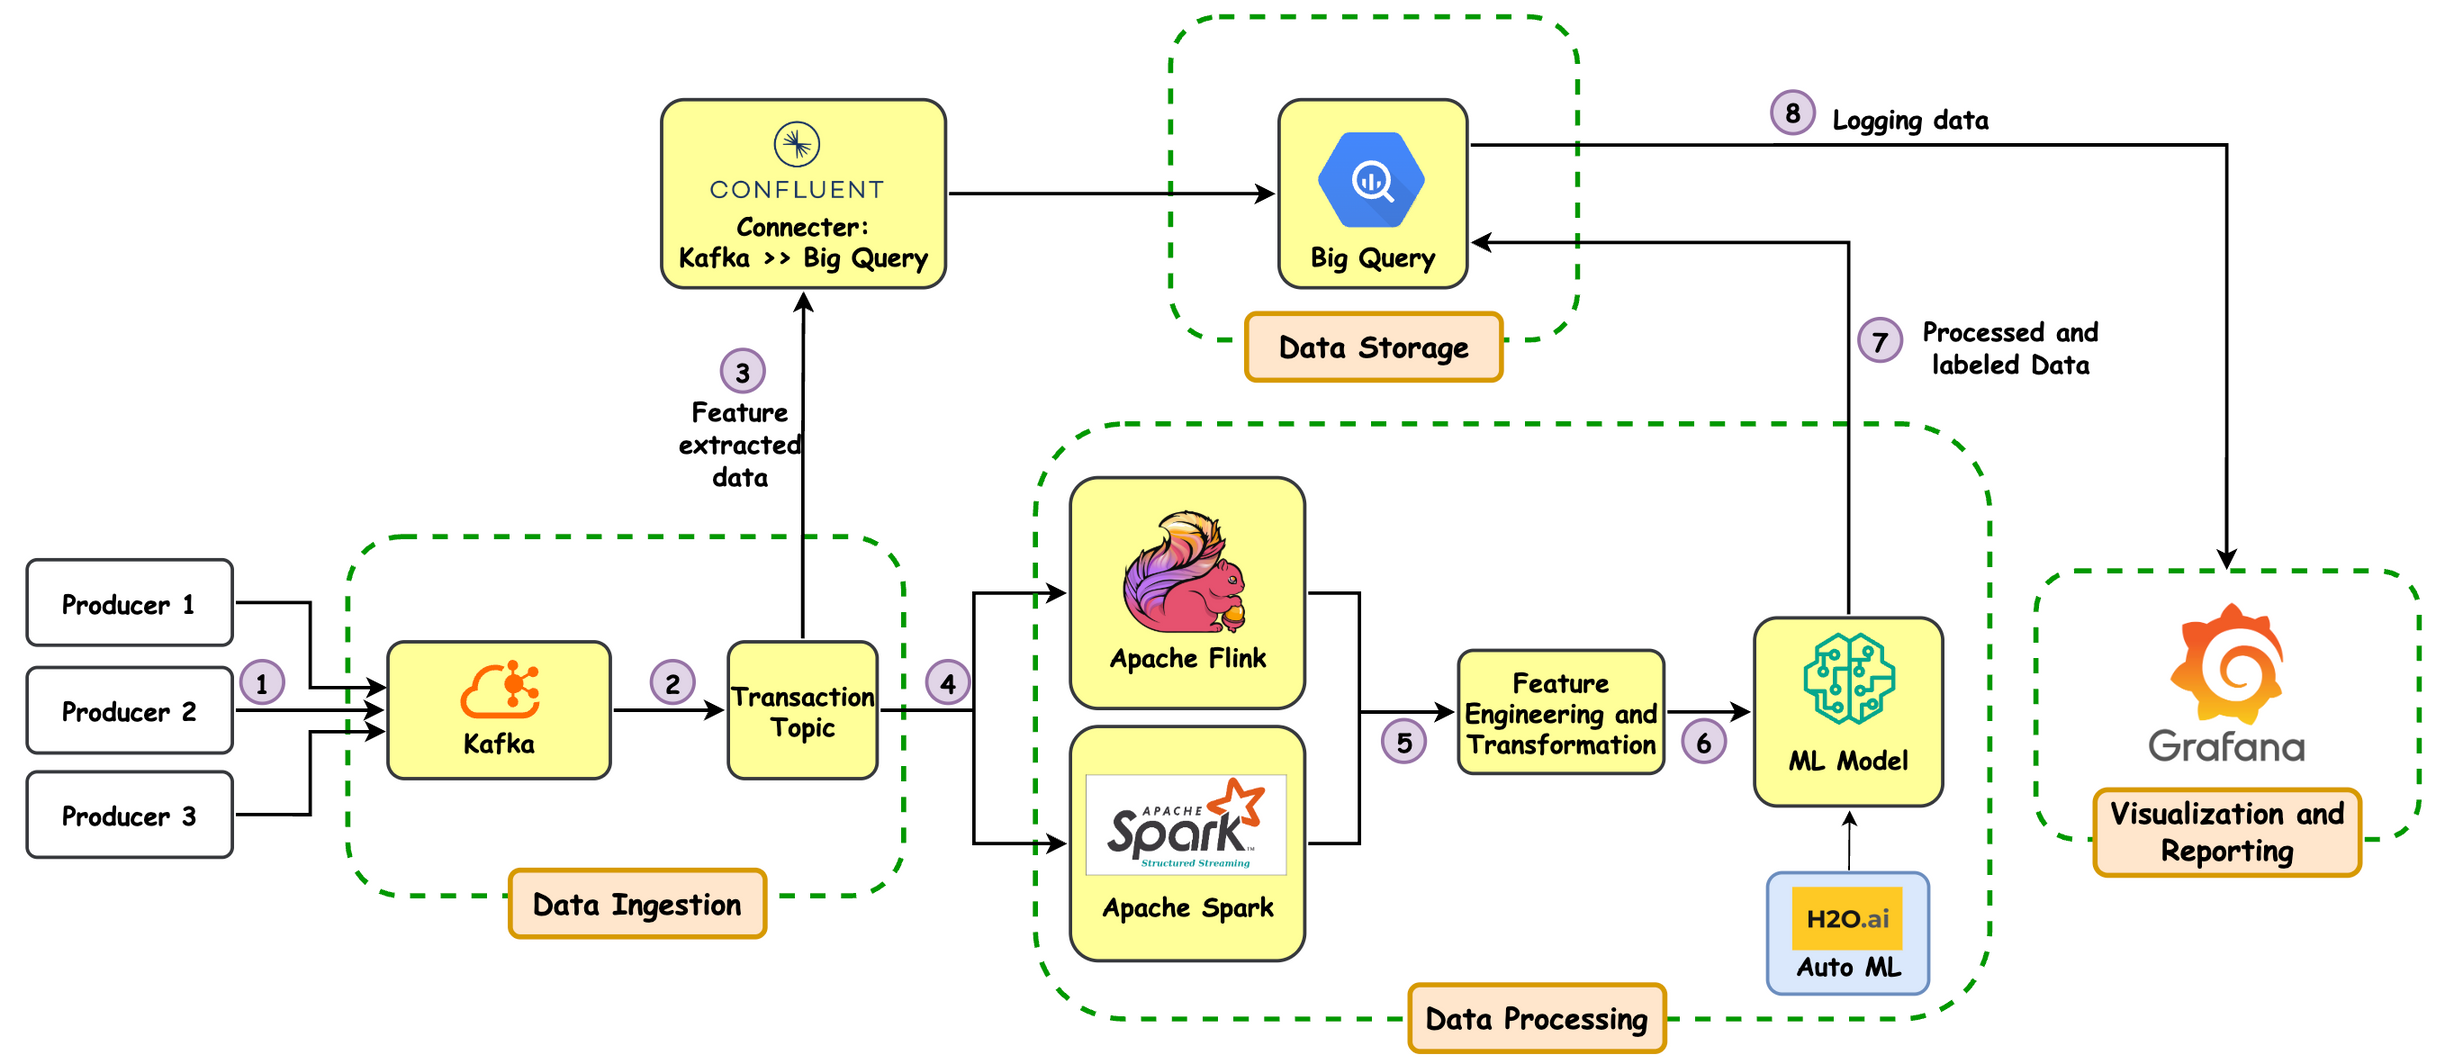 8
Logging data
CONFLUENT
Connecter:
Kafka >> Big Query
Big Query
Data Storage
7
Processed and
labeled Data
3
Feature
extracted
data
Producer 1
Producer 2
Producer 3
1
Kafka
2
Transaction
Topic
4
Data Ingestion
Apache Flink
APACHE
Spark™
Structured Streaming
Apache Spark
5
Feature
Engineering and
Transformation
6
ML Model
H2O.ai
Auto ML
Data Processing
Grafana
Visualization and
Reporting